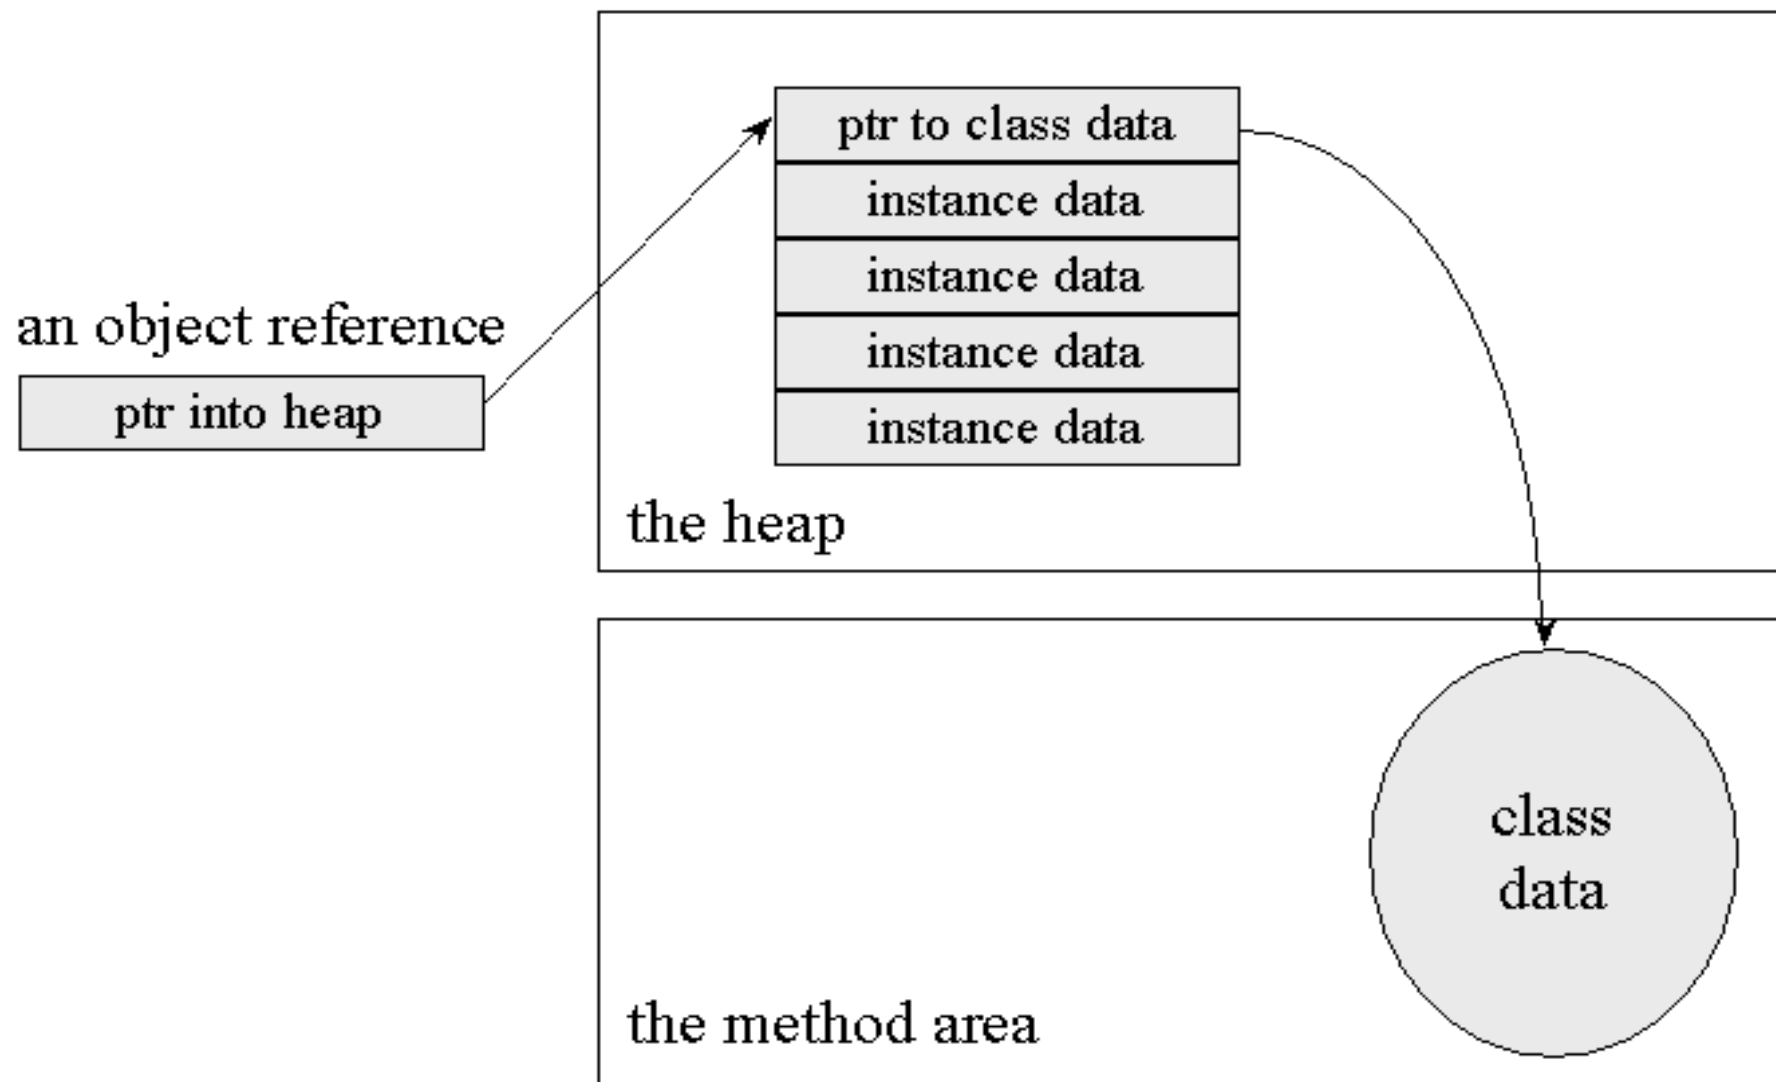 an object reference
ptr into heap
ptr to class data
instance data
instance data
instance data
instance data
the heap
class
data
the method area